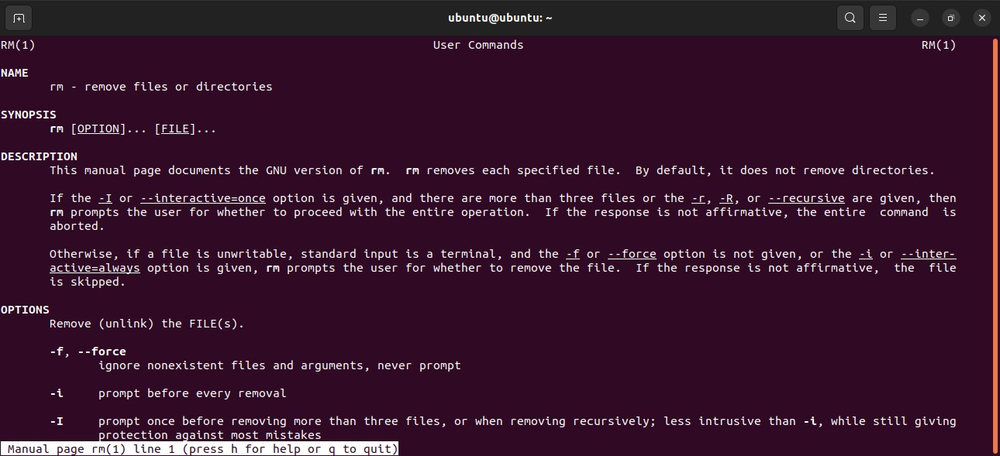 ubuntu@ubuntu: ~
RM(1) User Commands RM(1)
NAME
rm - remove files or directories
SYNOPSIS
rm [OPTION]... [FILE]...
DESCRIPTION
This manual page documents the GNU version of rm.  rm removes each specified file.  By default, it does not remove directories.
If the -I or --interactive=once option is given, and there are more than three files or the -r, -R, or --recursive are given, then
rm prompts the user for whether to proceed with the entire operation.  If the response is not affirmative, the entire  command  is
aborted.
Otherwise, if a file is unwritable, standard input is a terminal, and the -f or --force option is not given, or the -i or --inter-
active=always option is given, rm prompts the user for whether to remove the file.  If the response is not affirmative,  the  file
is skipped.
OPTIONS
Remove (unlink) the FILE(s).
-f, --force
ignore nonexistent files and arguments, never prompt
-i     prompt before every removal
-I     prompt once before removing more than three files, or when removing recursively; less intrusive than -i, while still giving
protection against most mistakes
Manual page rm(1) line 1 (press h for help or q to quit)